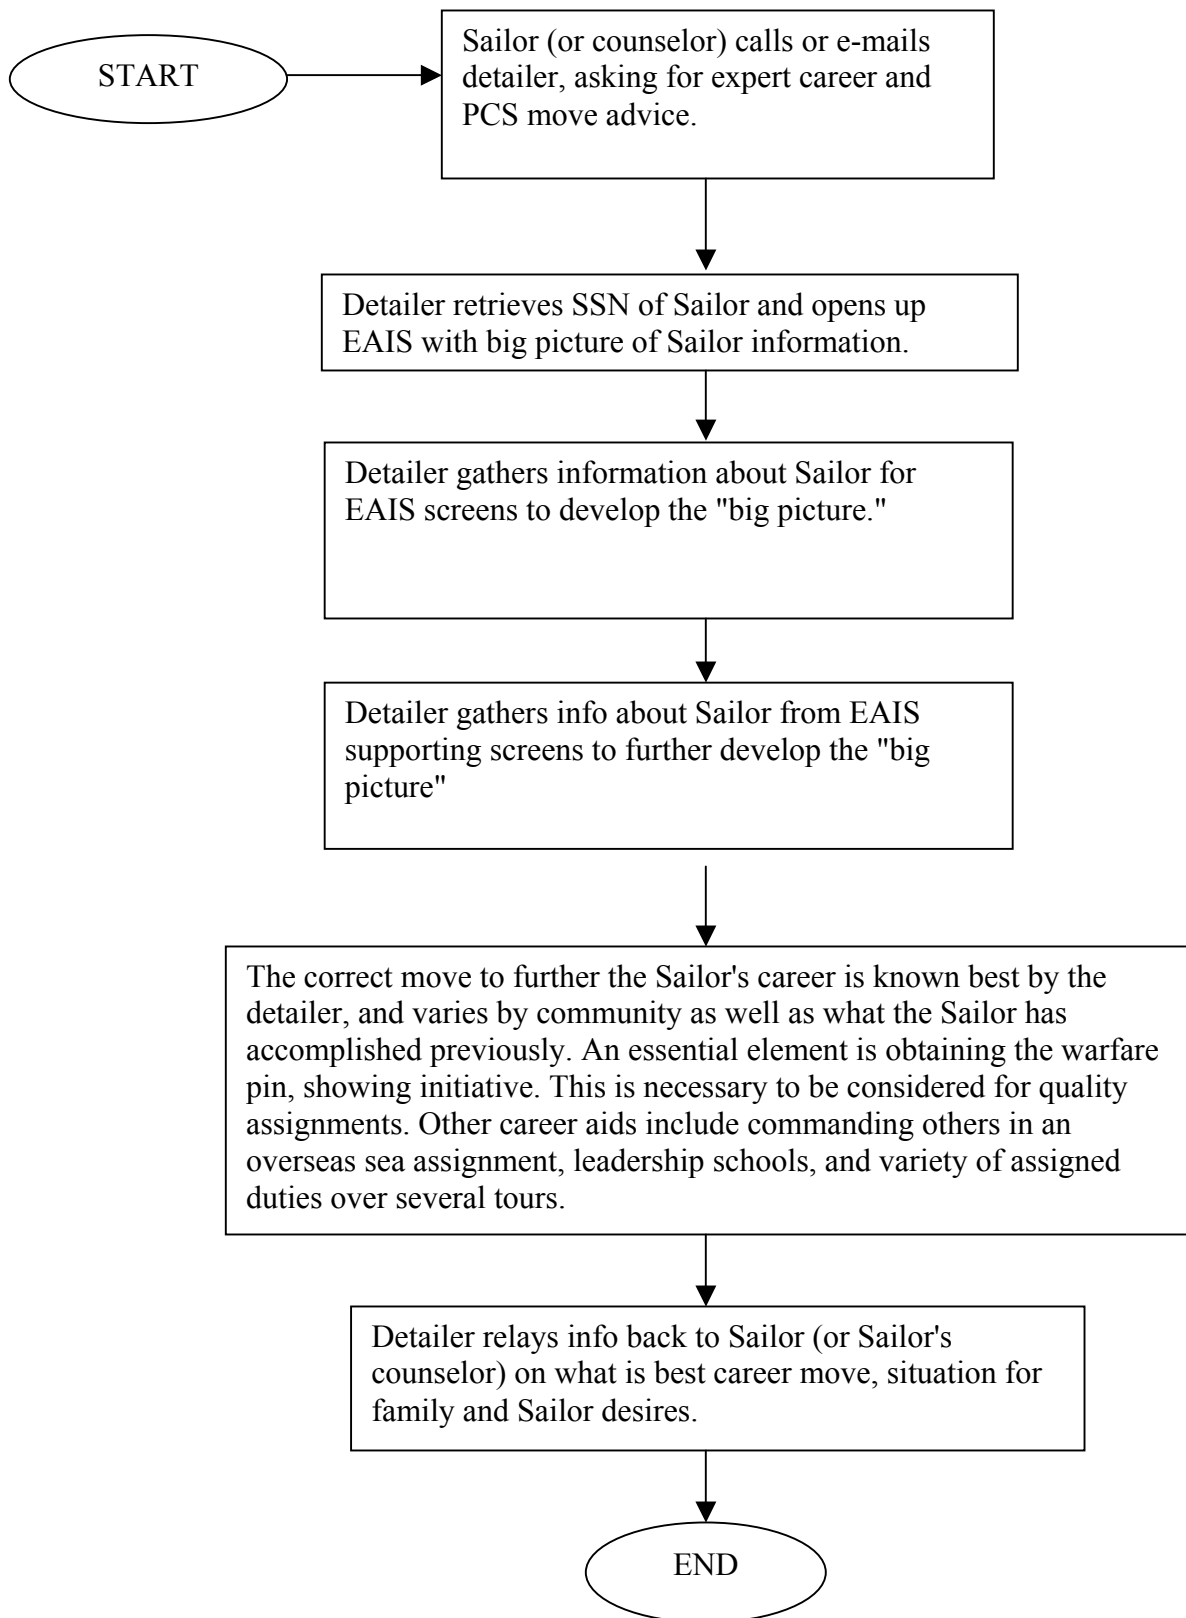 START
Sailor (or counselor) calls or e-mails
detailer, asking for expert career and
PCS move advice.
Detailer retrieves SSN of Sailor and opens up
EAIS with big picture of Sailor information.
Detailer gathers information about Sailor for
EAIS screens to develop the "big picture."
Detailer gathers info about Sailor from EAIS
supporting screens to further develop the "big
picture"
The correct move to further the Sailor's career is known best by the
detailer, and varies by community as well as what the Sailor has
accomplished previously. An essential element is obtaining the warfare
pin, showing initiative. This is necessary to be considered for quality
assignments. Other career aids include commanding others in an
overseas sea assignment, leadership schools, and variety of assigned
duties over several tours.
Detailer relays info back to Sailor (or Sailor's
counselor) on what is best career move, situation for
family and Sailor desires.
END